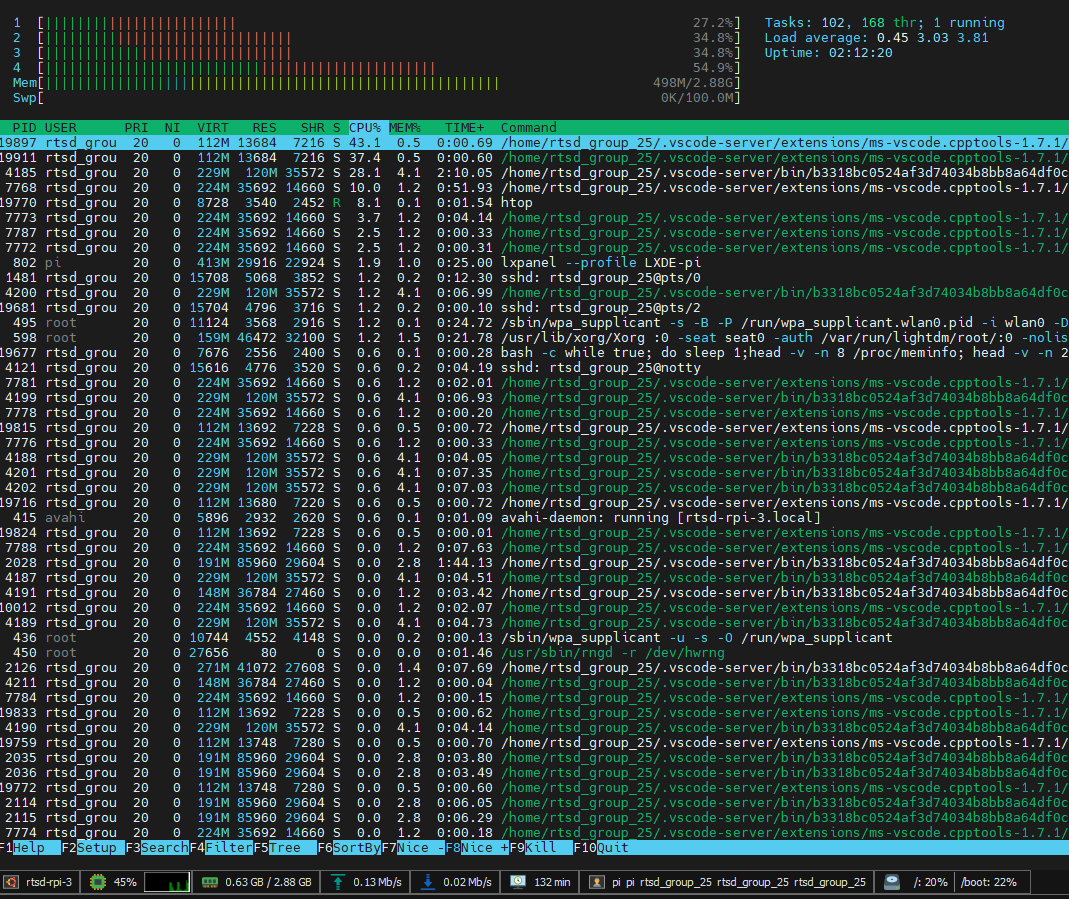 1 [ 27.2%] Tasks: 102, 168 thr; 1 running
2 [ 34.8%] Load average: 0.45 3.03 3.81
3 [ 34.8%] Uptime: 02:12:20
4 [ 54.9%]
Mem[ 498M/2.88G]
Swp[ 0K/100.0M]
PID USER PRI NI VIRT RES SHR S CPU% MEM% TIME+ Command
19897 rtsd_grou 20 0 112M 13684 7216 S 43.1 0.5 0:00.69 /home/rtsd_group_25/.vscode-server/extensions/ms-vscode.cpptools-1.7.1/
19911 rtsd_grou 20 0 112M 13684 7216 S 37.4 0.5 0:00.60 /home/rtsd_group_25/.vscode-server/extensions/ms-vscode.cpptools-1.7.1/
4185 rtsd_grou 20 0 229M 120M 35572 S 28.1 4.1 2:10.05 /home/rtsd_group_25/.vscode-server/bin/b3318bc0524af3d74034b8bb8a64df0c
7768 rtsd_grou 20 0 224M 35692 14660 S 10.0 1.2 0:51.93 /home/rtsd_group_25/.vscode-server/extensions/ms-vscode.cpptools-1.7.1/
19770 rtsd_grou 20 0 8728 3540 2452 R 8.1 0.1 0:01.54 htop
7773 rtsd_grou 20 0 224M 35692 14660 S 3.7 1.2 0:04.14 /home/rtsd_group_25/.vscode-server/extensions/ms-vscode.cpptools-1.7.1/
7787 rtsd_grou 20 0 224M 35692 14660 S 2.5 1.2 0:00.33 /home/rtsd_group_25/.vscode-server/extensions/ms-vscode.cpptools-1.7.1/
7772 rtsd_grou 20 0 224M 35692 14660 S 2.5 1.2 0:00.31 /home/rtsd_group_25/.vscode-server/extensions/ms-vscode.cpptools-1.7.1/
802 pi 20 0 413M 29916 22924 S 1.9 1.0 0:25.00 lxpanel --profile LXDE-pi
1481 rtsd_grou 20 0 15708 5068 3852 S 1.2 0.2 0:12.30 sshd: rtsd_group_25@pts/0
4200 rtsd_grou 20 0 229M 120M 35572 S 1.2 4.1 0:06.99 /home/rtsd_group_25/.vscode-server/bin/b3318bc0524af3d74034b8bb8a64df0c
19681 rtsd_grou 20 0 15704 4796 3716 S 1.2 0.2 0:00.10 sshd: rtsd_group_25@pts/2
495 root 20 0 11124 3568 2916 S 1.2 0.1 0:24.72 /sbin/wpa_supplicant -s -B -P /run/wpa_supplicant.wlan0.pid -i wlan0 -D
598 root 20 0 159M 46472 32100 S 1.2 1.5 0:21.78 /usr/lib/xorg/Xorg :0 -seat seat0 -auth /var/run/lightdm/root/:0 -nolis
19677 rtsd_grou 20 0 7676 2556 2400 S 0.6 0.1 0:00.28 bash -c while true; do sleep 1;head -v -n 8 /proc/meminfo; head -v -n 2
4121 rtsd_grou 20 0 15616 4776 3520 S 0.6 0.2 0:04.19 sshd: rtsd_group_25@notty
7781 rtsd_grou 20 0 224M 35692 14660 S 0.6 1.2 0:02.01 /home/rtsd_group_25/.vscode-server/extensions/ms-vscode.cpptools-1.7.1/
4199 rtsd_grou 20 0 229M 120M 35572 S 0.6 4.1 0:06.93 /home/rtsd_group_25/.vscode-server/bin/b3318bc0524af3d74034b8bb8a64df0c
7778 rtsd_grou 20 0 224M 35692 14660 S 0.6 1.2 0:00.20 /home/rtsd_group_25/.vscode-server/extensions/ms-vscode.cpptools-1.7.1/
19815 rtsd_grou 20 0 112M 13692 7228 S 0.6 0.5 0:00.72 /home/rtsd_group_25/.vscode-server/extensions/ms-vscode.cpptools-1.7.1/
7776 rtsd_grou 20 0 224M 35692 14660 S 0.6 1.2 0:00.33 /home/rtsd_group_25/.vscode-server/extensions/ms-vscode.cpptools-1.7.1/
4188 rtsd_grou 20 0 229M 120M 35572 S 0.6 4.1 0:04.05 /home/rtsd_group_25/.vscode-server/bin/b3318bc0524af3d74034b8bb8a64df0c
4201 rtsd_grou 20 0 229M 120M 35572 S 0.6 4.1 0:07.35 /home/rtsd_group_25/.vscode-server/bin/b3318bc0524af3d74034b8bb8a64df0c
4202 rtsd_grou 20 0 229M 120M 35572 S 0.6 4.1 0:07.03 /home/rtsd_group_25/.vscode-server/bin/b3318bc0524af3d74034b8bb8a64df0c
19716 rtsd_grou 20 0 112M 13680 7220 S 0.6 0.5 0:00.72 /home/rtsd_group_25/.vscode-server/extensions/ms-vscode.cpptools-1.7.1/
415 avahi 20 0 5896 2932 2620 S 0.6 0.1 0:01.09 avahi-daemon: running [rtsd-rpi-3.local]
19824 rtsd_grou 20 0 112M 13692 7228 S 0.6 0.5 0:00.01 /home/rtsd_group_25/.vscode-server/extensions/ms-vscode.cpptools-1.7.1/
7788 rtsd_grou 20 0 224M 35692 14660 S 0.0 1.2 0:07.63 /home/rtsd_group_25/.vscode-server/extensions/ms-vscode.cpptools-1.7.1/
2028 rtsd_grou 20 0 191M 85960 29604 S 0.0 2.8 1:44.13 /home/rtsd_group_25/.vscode-server/bin/b3318bc0524af3d74034b8bb8a64df0c
4187 rtsd_grou 20 0 229M 120M 35572 S 0.0 4.1 0:04.51 /home/rtsd_group_25/.vscode-server/bin/b3318bc0524af3d74034b8bb8a64df0c
4191 rtsd_grou 20 0 148M 36784 27460 S 0.0 1.2 0:03.42 /home/rtsd_group_25/.vscode-server/bin/b3318bc0524af3d74034b8bb8a64df0c
10012 rtsd_grou 20 0 224M 35692 14660 S 0.0 1.2 0:02.07 /home/rtsd_group_25/.vscode-server/extensions/ms-vscode.cpptools-1.7.1/
4189 rtsd_grou 20 0 229M 120M 35572 S 0.0 4.1 0:04.73 /home/rtsd_group_25/.vscode-server/bin/b3318bc0524af3d74034b8bb8a64df0c
436 root 20 0 10744 4552 4148 S 0.0 0.2 0:00.13 /sbin/wpa_supplicant -u -s -O /run/wpa_supplicant
450 root 20 0 27656 80 0 S 0.0 0.0 0:01.46 /usr/sbin/rngd -r /dev/hwrng
2126 rtsd_grou 20 0 271M 41072 27608 S 0.0 1.4 0:07.69 /home/rtsd_group_25/.vscode-server/bin/b3318bc0524af3d74034b8bb8a64df0c
4211 rtsd_grou 20 0 148M 36784 27460 S 0.0 1.2 0:00.04 /home/rtsd_group_25/.vscode-server/bin/b3318bc0524af3d74034b8bb8a64df0c
7784 rtsd_grou 20 0 224M 35692 14660 S 0.0 1.2 0:00.15 /home/rtsd_group_25/.vscode-server/extensions/ms-vscode.cpptools-1.7.1/
19833 rtsd_grou 20 0 112M 13692 7228 S 0.0 0.5 0:00.62 /home/rtsd_group_25/.vscode-server/extensions/ms-vscode.cpptools-1.7.1/
4190 rtsd_grou 20 0 229M 120M 35572 S 0.0 4.1 0:04.14 /home/rtsd_group_25/.vscode-server/bin/b3318bc0524af3d74034b8bb8a64df0c
19759 rtsd_grou 20 0 112M 13748 7280 S 0.0 0.5 0:00.70 /home/rtsd_group_25/.vscode-server/extensions/ms-vscode.cpptools-1.7.1/
2035 rtsd_grou 20 0 191M 85960 29604 S 0.0 2.8 0:03.80 /home/rtsd_group_25/.vscode-server/bin/b3318bc0524af3d74034b8bb8a64df0c
2036 rtsd_grou 20 0 191M 85960 29604 S 0.0 2.8 0:03.49 /home/rtsd_group_25/.vscode-server/bin/b3318bc0524af3d74034b8bb8a64df0c
19772 rtsd_grou 20 0 112M 13748 7280 S 0.0 0.5 0:00.60 /home/rtsd_group_25/.vscode-server/extensions/ms-vscode.cpptools-1.7.1/
2114 rtsd_grou 20 0 191M 85960 29604 S 0.0 2.8 0:06.05 /home/rtsd_group_25/.vscode-server/bin/b3318bc0524af3d74034b8bb8a64df0c
2115 rtsd_grou 20 0 191M 85960 29604 S 0.0 2.8 0:06.29 /home/rtsd_group_25/.vscode-server/bin/b3318bc0524af3d74034b8bb8a64df0c
7774 rtsd_grou 20 0 224M 35692 14660 S 0.0 1.2 0:00.18 /home/rtsd_group_25/.vscode-server/extensions/ms-vscode.cpptools-1.7.1/
F1Help F2Setup F3SearchF4FilterF5Tree F6SortByF7Nice -F8Nice +F9Kill F10Quit
rtsd-rpi-3 45% 0.63 GB / 2.88 GB 0.13 Mb/s 0.02 Mb/s 132 min pi pi rtsd_group_25 rtsd_group_25 rtsd_group_25 /: 20% /boot: 22%